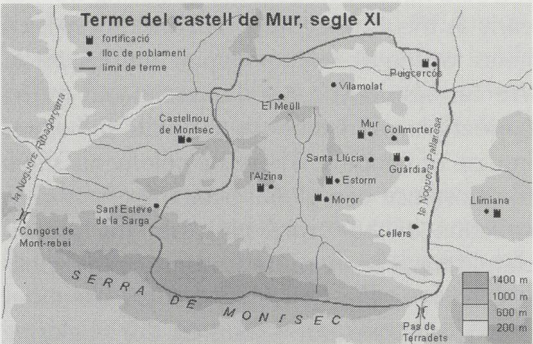 Terme del castell de Mur, segle XI
fortificació
lloc de poblament
limit de terme
Puigcercós
Vilamolat
El Meüll
Castellnou
de Montsec
Mur
Collmorter
Santa Llúcia
Guàrdia
l'Alzina
Estorm
Moror
Llimiana
Sant Esteve
de la Sarga
Cellers
la Noguera Ribagorçana
la Noguera Pallaresa
Congost de
Mont-rebei
SERRA DE MONTSEC
Pas de
Terradets
1400 m
1000 m
600 m
200 m